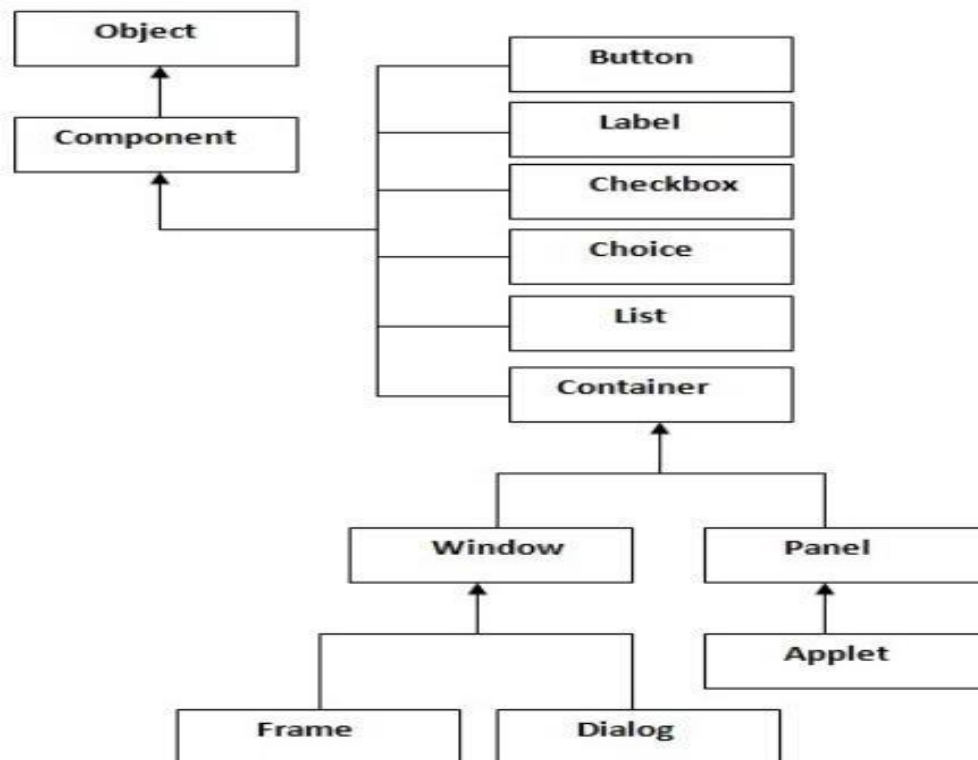 Object
Component
Button
Label
Checkbox
Choice
List
Container
Window
Panel
Applet
Frame
Dialog